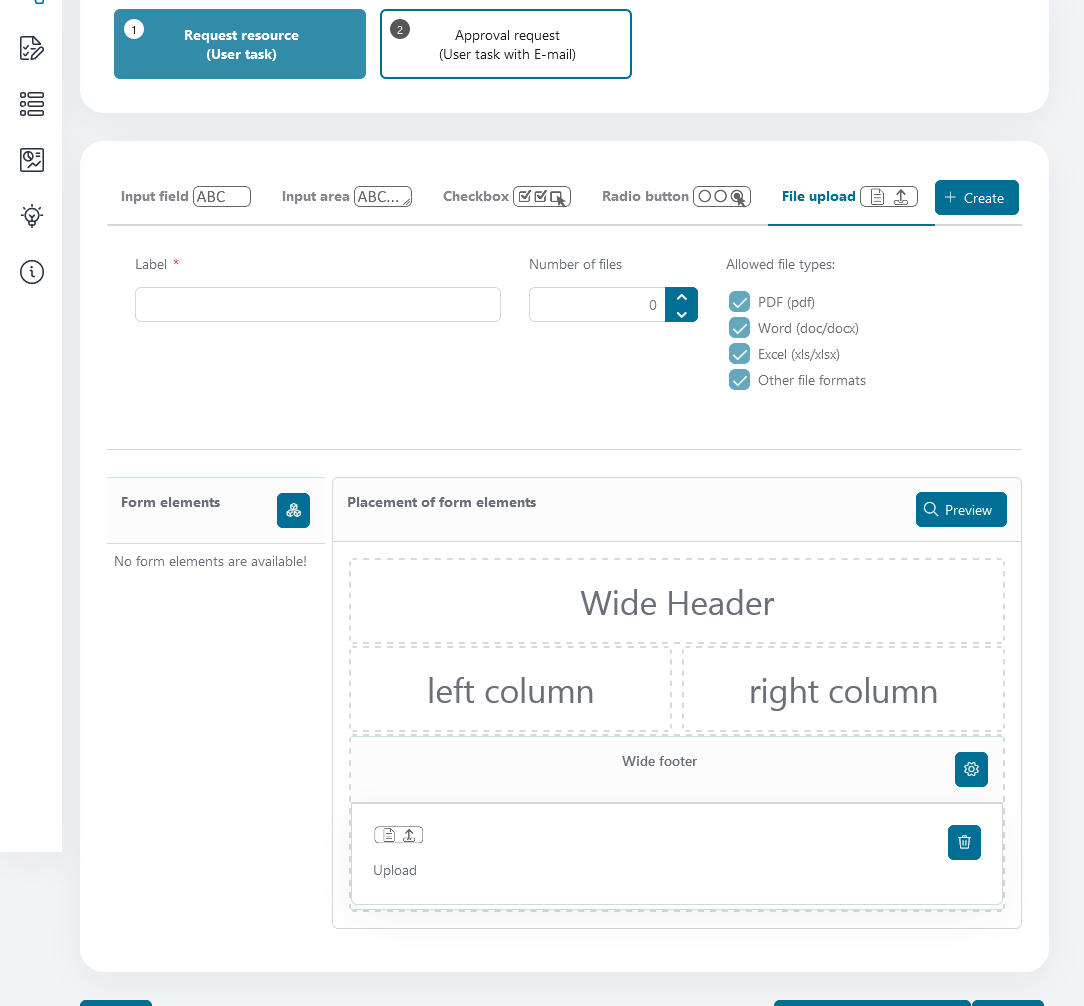 1
Request resource
(User task)
2
Approval request
(User task with E-mail)
Input field ABC
Input area ABC...
Checkbox
Radio button
File upload
Create
Label *
Number of files
Allowed file types:
0
PDF (pdf)
Word (doc/docx)
Excel (xls/xlsx)
Other file formats
Form elements
Placement of form elements
Preview
No form elements are available!
Wide Header
left column
right column
Wide footer
Upload